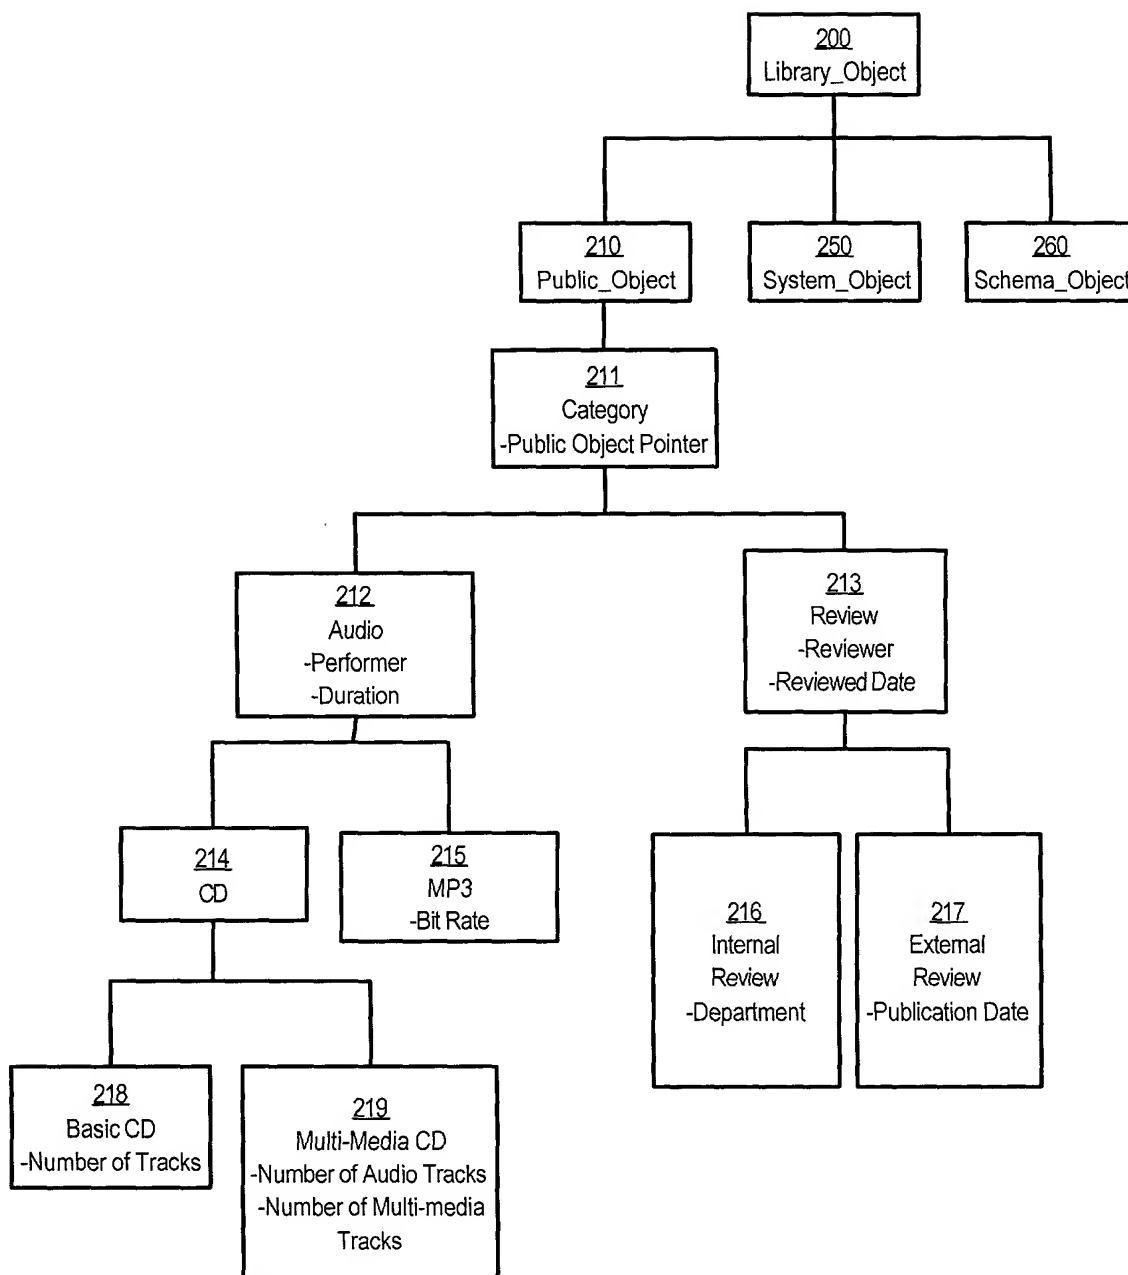 200
Library_Object
210
Public_Object
250
System_Object
260
Schema_Object
211
Category
-Public Object Pointer
212
Audio
-Performer
-Duration
213
Review
-Reviewer
-Reviewed Date
214
CD
215
MP3
-Bit Rate
216
Internal
Review
-Department
217
External
Review
-Publication Date
218
Basic CD
-Number of Tracks
219
Multi-Media CD
-Number of Audio Tracks
-Number of Multi-media
Tracks